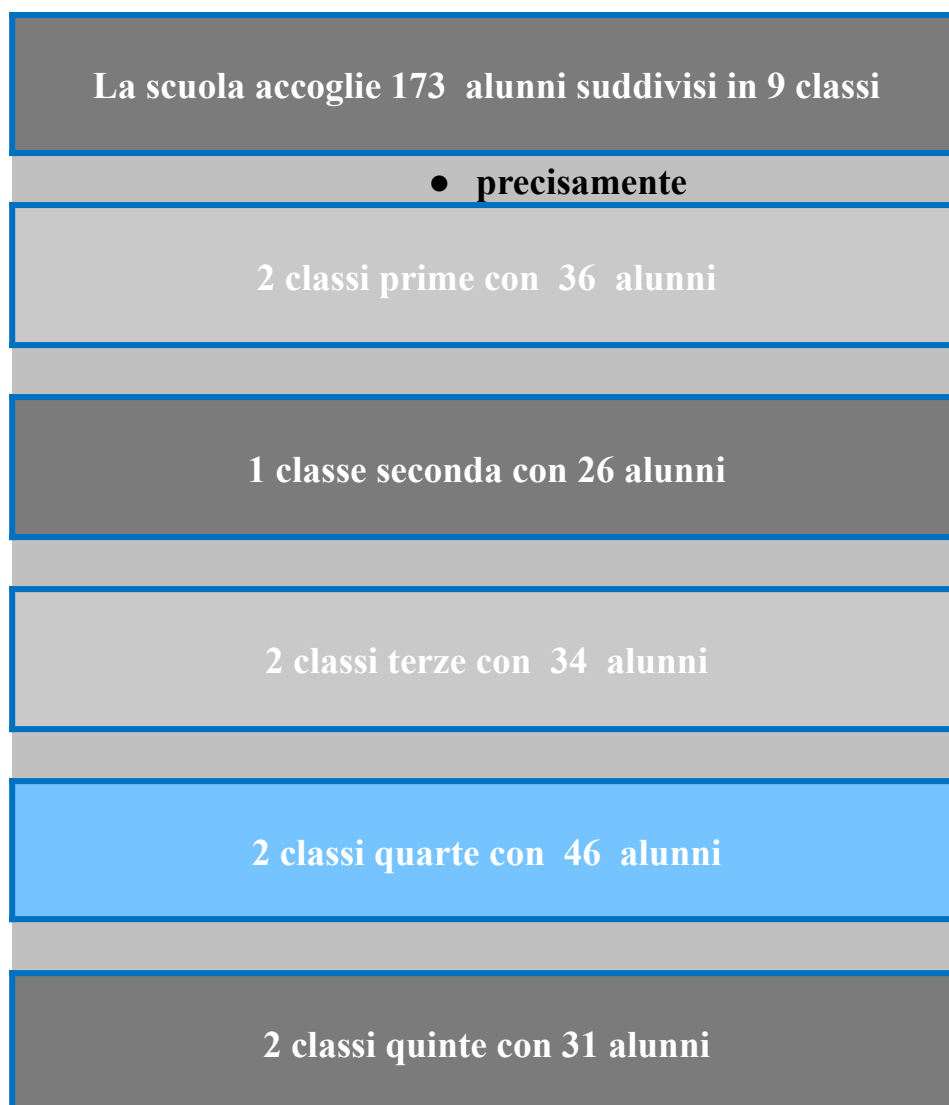 La scuola accoglie 173 alunni suddivisi in 9 classi
● precisamente
2 classi prime con 36 alunni
1 classe seconda con 26 alunni
2 classi terze con 34 alunni
2 classi quarte con 46 alunni
2 classi quinte con 31 alunni